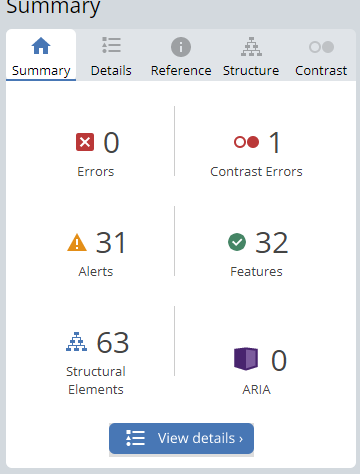 Summary
Summary Details Reference Structure Contrast
0 1
Errors Contrast Errors
31 32
Alerts Features
63 0
Structural
Elements ARIA
View details ›